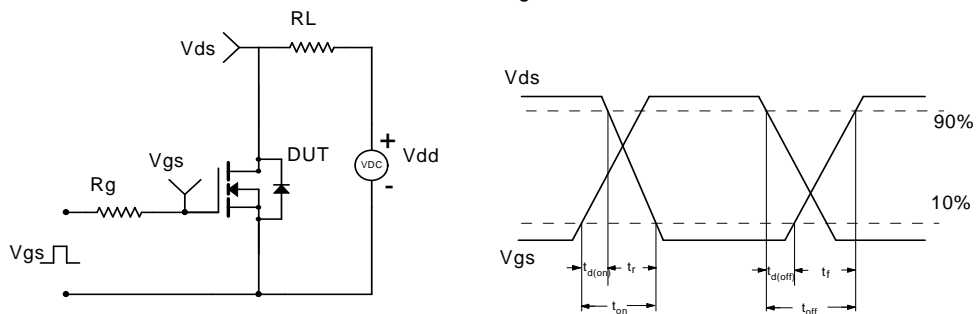 RL
Vds
Vds
90%
+
DUT
Vgs
VDC
Vdd
Rg
-
10%
Vgs
Vgs
td(on)
tr
td(off)
tf
ton
toff